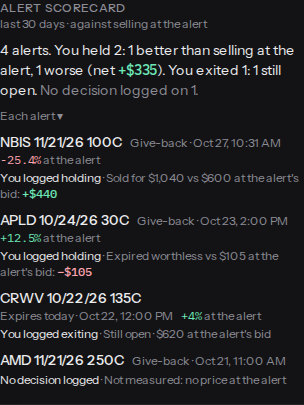 ALERT SCORECARD
last 30 days · against selling at the alert
4 alerts. You held 2: 1 better than selling at the
alert, 1 worse (net +$335). You exited 1: 1 still
open. No decision logged on 1.
Each alert ▾
NBIS 11/21/26 100C Give-back · Oct 27, 10:31 AM
-25.4% at the alert
You logged holding · Sold for $1,040 vs $600 at the alert's
bid: +$440
APLD 10/24/26 30C Give-back · Oct 23, 2:00 PM
+12.5% at the alert
You logged holding · Expired worthless vs $105 at the
alert's bid: −$105
CRWV 10/22/26 135C
Expires today · Oct 22, 12:00 PM +4% at the alert
You logged exiting · Still open · $620 at the alert's bid
AMD 11/21/26 250C Give-back · Oct 21, 11:00 AM
No decision logged · Not measured: no price at the alert